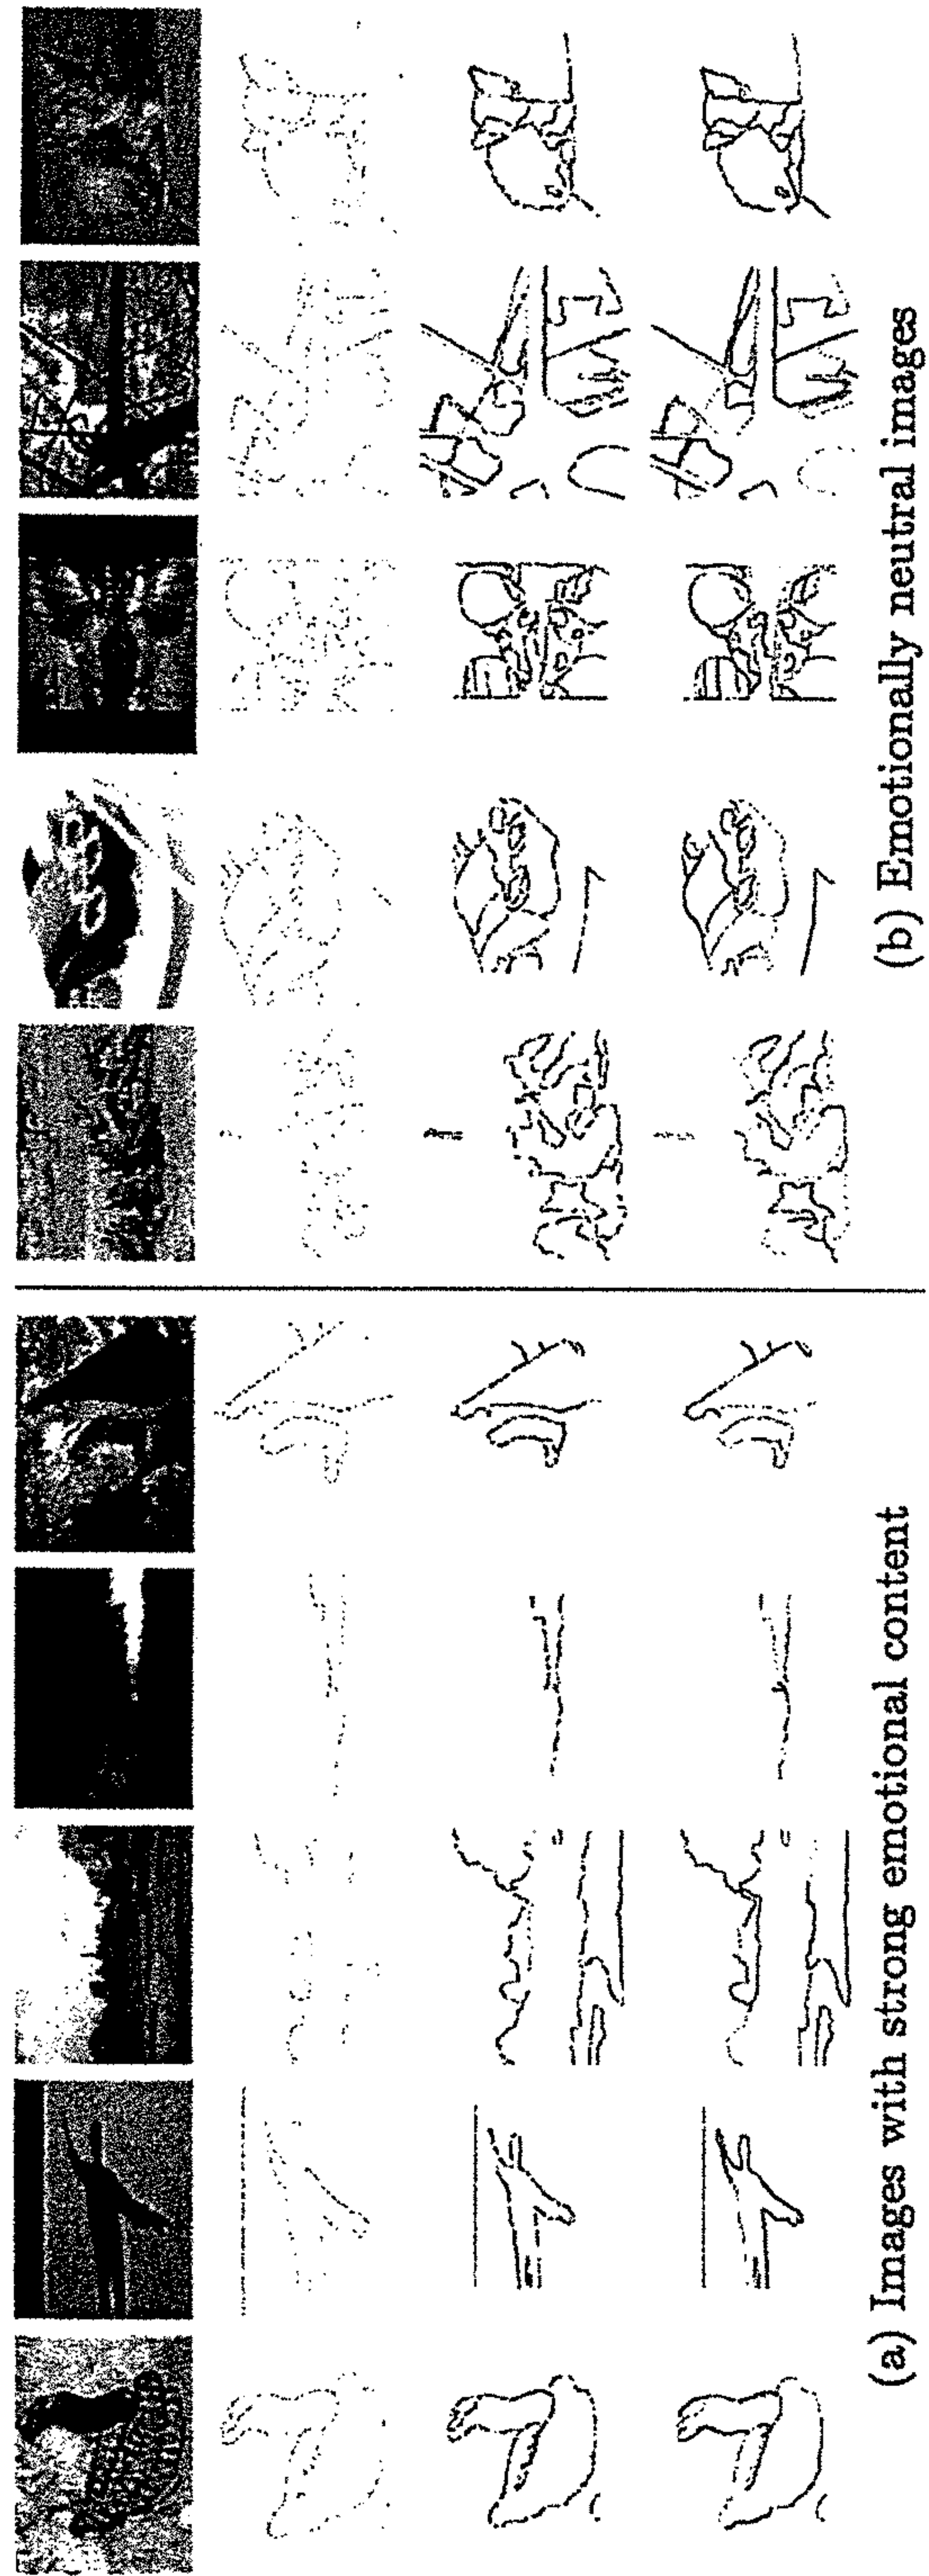 (a) Images with strong emotional content
(b) Emotionally neutral images